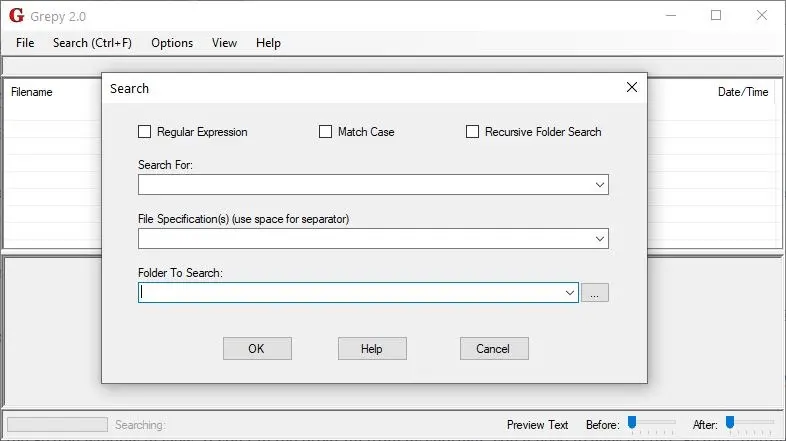 G Grepy 2.0
File Search (Ctrl+F) Options View Help
Filename Date/Time
Search
Regular Expression Match Case Recursive Folder Search
Search For:
File Specification(s) (use space for separator)
Folder To Search:
...
OK Help Cancel
Searching: Preview Text Before: After: